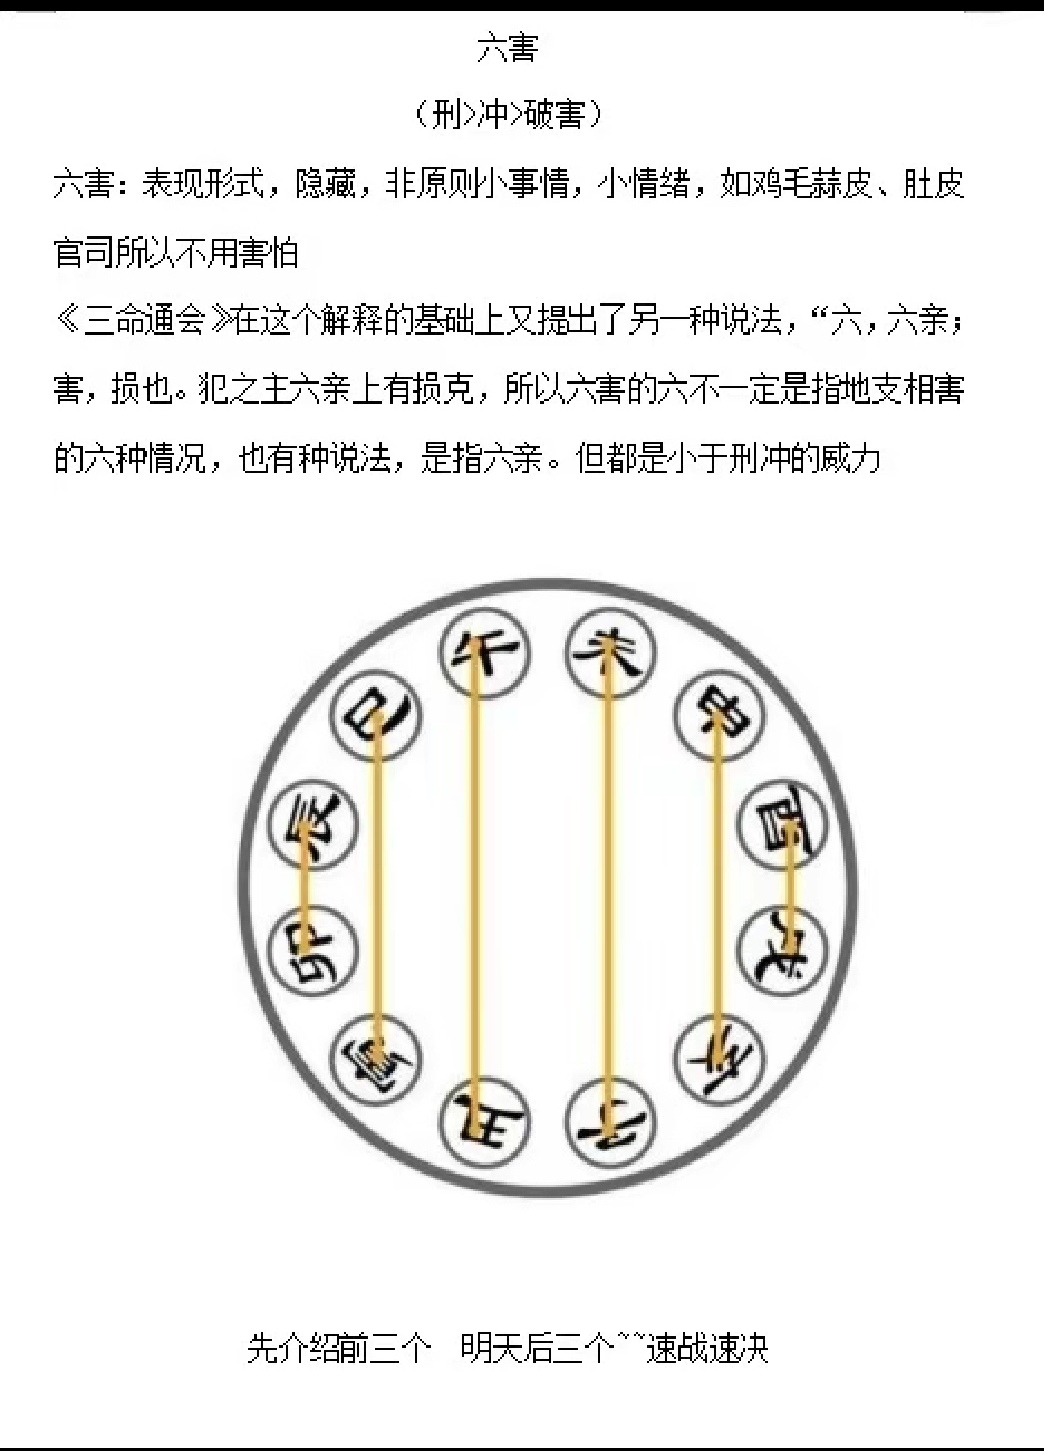 六害
（刑>冲>破害）
六害：表现形式，隐藏，非原则小事情，小情绪，如鸡毛蒜皮、肚皮
官司所以不用害怕
《三命通会》在这个解释的基础上又提出了另一种说法，“六，六亲；
害，损也。犯之主六亲上有损克，所以六害的六不一定是指地支相害
的六种情况，也有种说法，是指六亲。但都是小于刑冲的威力
午 未
巳 申
辰 酉
卯 戌
寅 亥
丑 子
先介绍前三个 明天后三个~~速战速决